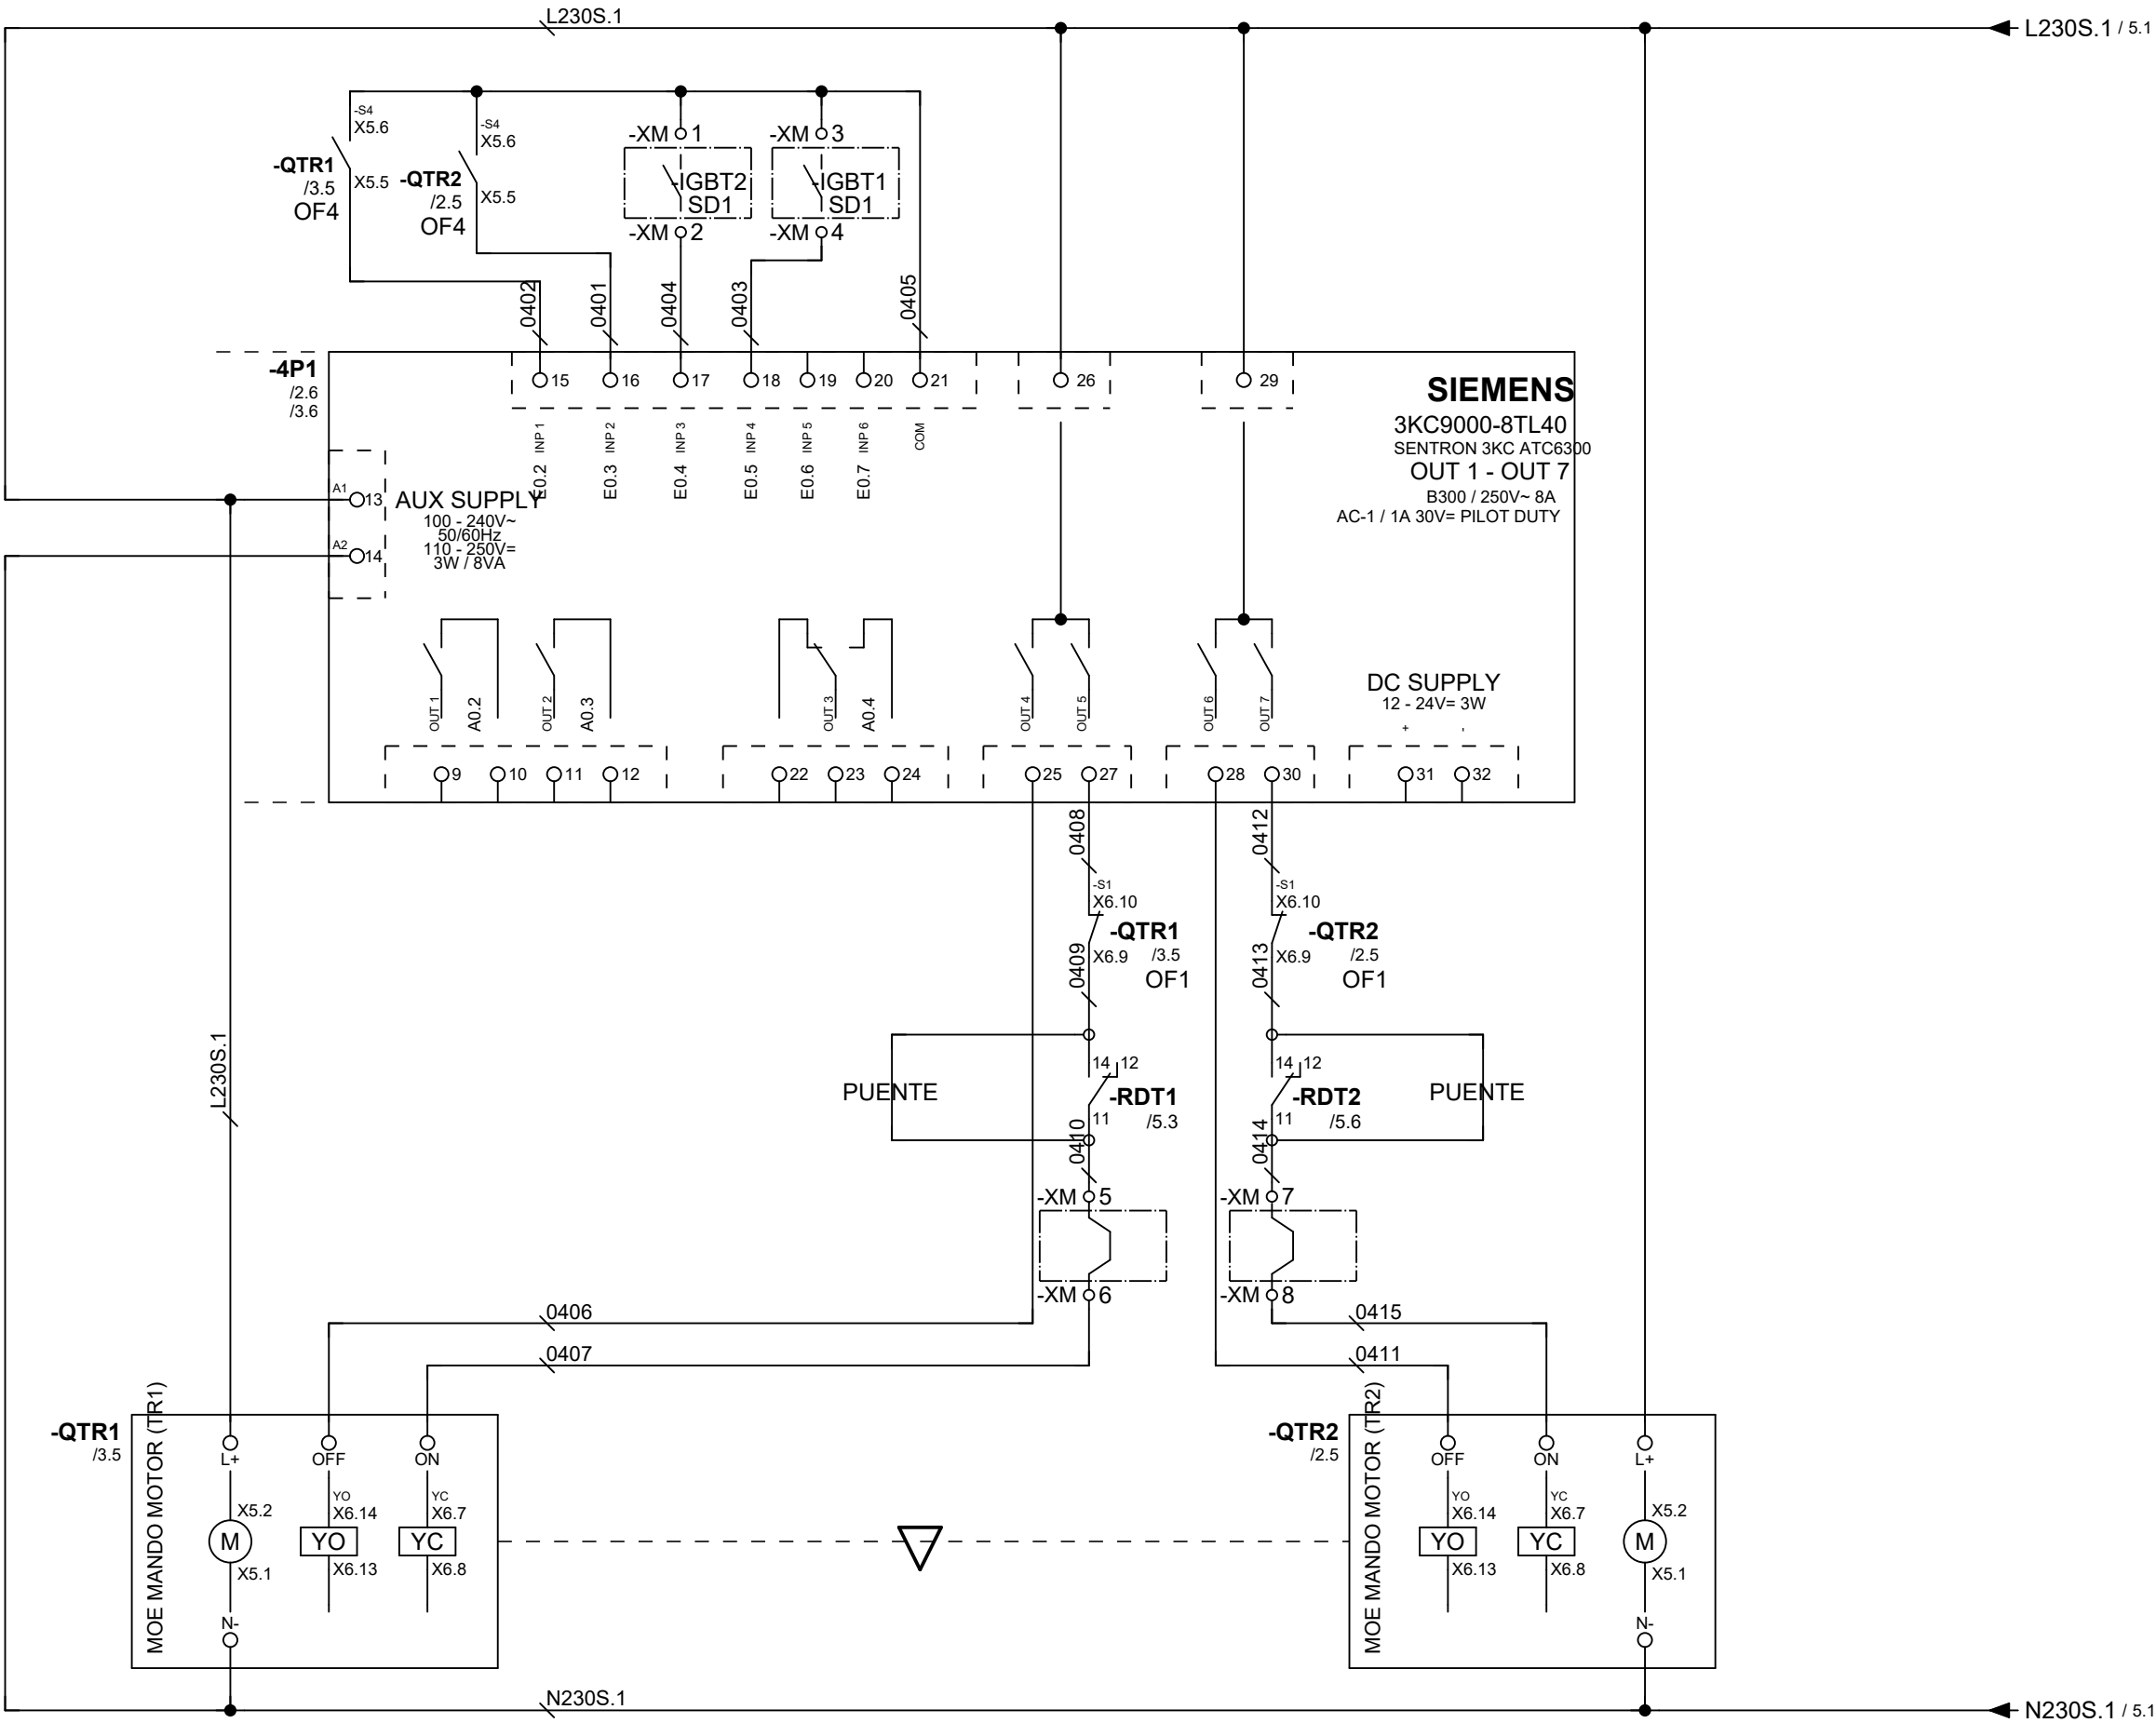 L230S.1
L230S.1 / 5.1
-S4
X5.6
-QTR1
/3.5
OF4
X5.5
-S4
X5.6
-QTR2
/2.5
OF4
X5.5
-XM 1
-IGBT2
SD1
-XM 2
-XM 3
-IGBT1
SD1
-XM 4
0402
0401
0404
0403
0405
-4P1
/2.6
/3.6
15
16
17
18
19
20
21
26
29
E0.2 INP 1
E0.3 INP 2
E0.4 INP 3
E0.5 INP 4
E0.6 INP 5
E0.7 INP 6
COM
SIEMENS
3KC9000-8TL40
SENTRON 3KC ATC6300
OUT 1 - OUT 7
B300 / 250V~ 8A
AC-1 / 1A 30V= PILOT DUTY
A1
13
A2
14
AUX SUPPLY
100 - 240V~
50/60Hz
110 - 250V=
3W / 8VA
OUT 1
A0.2
OUT 2
A0.3
OUT 3
A0.4
OUT 4
OUT 5
OUT 6
OUT 7
DC SUPPLY
12 - 24V= 3W
+
-
9
10
11
12
22
23
24
25
27
28
30
31
32
0408
-S1
X6.10
-QTR1
/3.5
OF1
X6.9
0409
0412
-S1
X6.10
-QTR2
/2.5
OF1
X6.9
0413
L230S.1
PUENTE
14
12
-RDT1
/5.3
11
0410
14
12
-RDT2
/5.6
11
0414
PUENTE
-XM 5
-XM 6
-XM 7
-XM 8
0406
0407
0415
0411
-QTR1
/3.5
MOE MANDO MOTOR (TR1)
L+
X5.2
M
X5.1
N-
OFF
YO
X6.14
YO
X6.13
ON
YC
X6.7
YC
X6.8
-QTR2
/2.5
MOE MANDO MOTOR (TR2)
OFF
YO
X6.14
YO
X6.13
ON
YC
X6.7
YC
X6.8
L+
X5.2
M
X5.1
N-
N230S.1
N230S.1 / 5.1